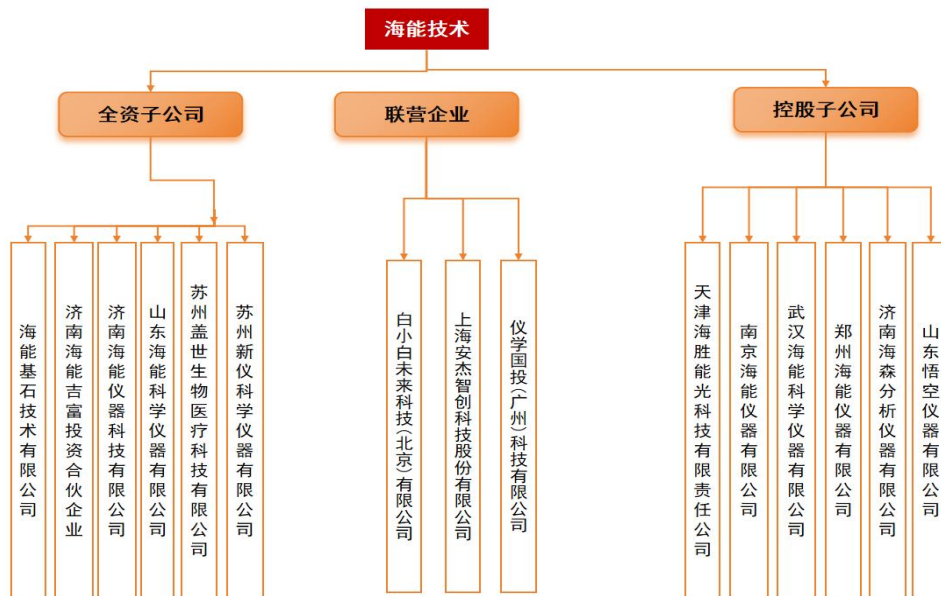 海能技术
全资子公司
联营企业
控股子公司
海能基石技术有限公司
济南海能吉富投资合伙企业
济南海能仪器科技有限公司
山东海能科学仪器有限公司
苏州盖世生物医疗科技有限公司
苏州新仪科学仪器有限公司
白小白未来科技(北京)有限公司
上海安杰智创科技股份有限公司
仪学国投(广州)科技有限公司
天津海胜能光科技有限责任公司
南京海能仪器有限公司
武汉海能科学仪器有限公司
郑州海能仪器有限公司
济南海森分析仪器有限公司
山东悟空仪器有限公司